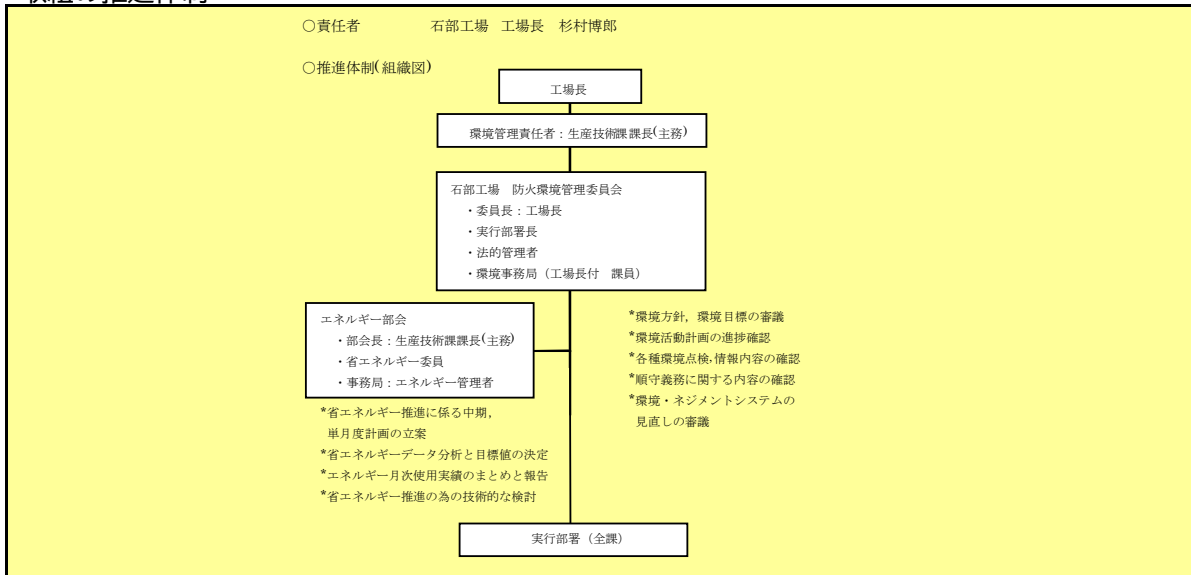 取組の推進体制
○責任者　石部工場　工場長　杉村博郎
○推進体制(組織図)
工場長
環境管理責任者：生産技術課課長(主務)
石部工場　防火環境管理委員会
・委員長：工場長
・実行部署長
・法的管理者
・環境事務局（工場長付　課員）
エネルギー部会
・部会長：生産技術課課長(主務)
・省エネルギー委員
・事務局：エネルギー管理者
*環境方針，環境目標の審議
*環境活動計画の進捗確認
*各種環境点検,情報内容の確認
*順守義務に関する内容の確認
*環境・ネジメントシステムの
見直しの審議
*省エネルギー推進に係る中期，
単月度計画の立案
*省エネルギーデータ分析と目標値の決定
*エネルギー月次使用実績のまとめと報告
*省エネルギー推進の為の技術的な検討
実行部署（全課）